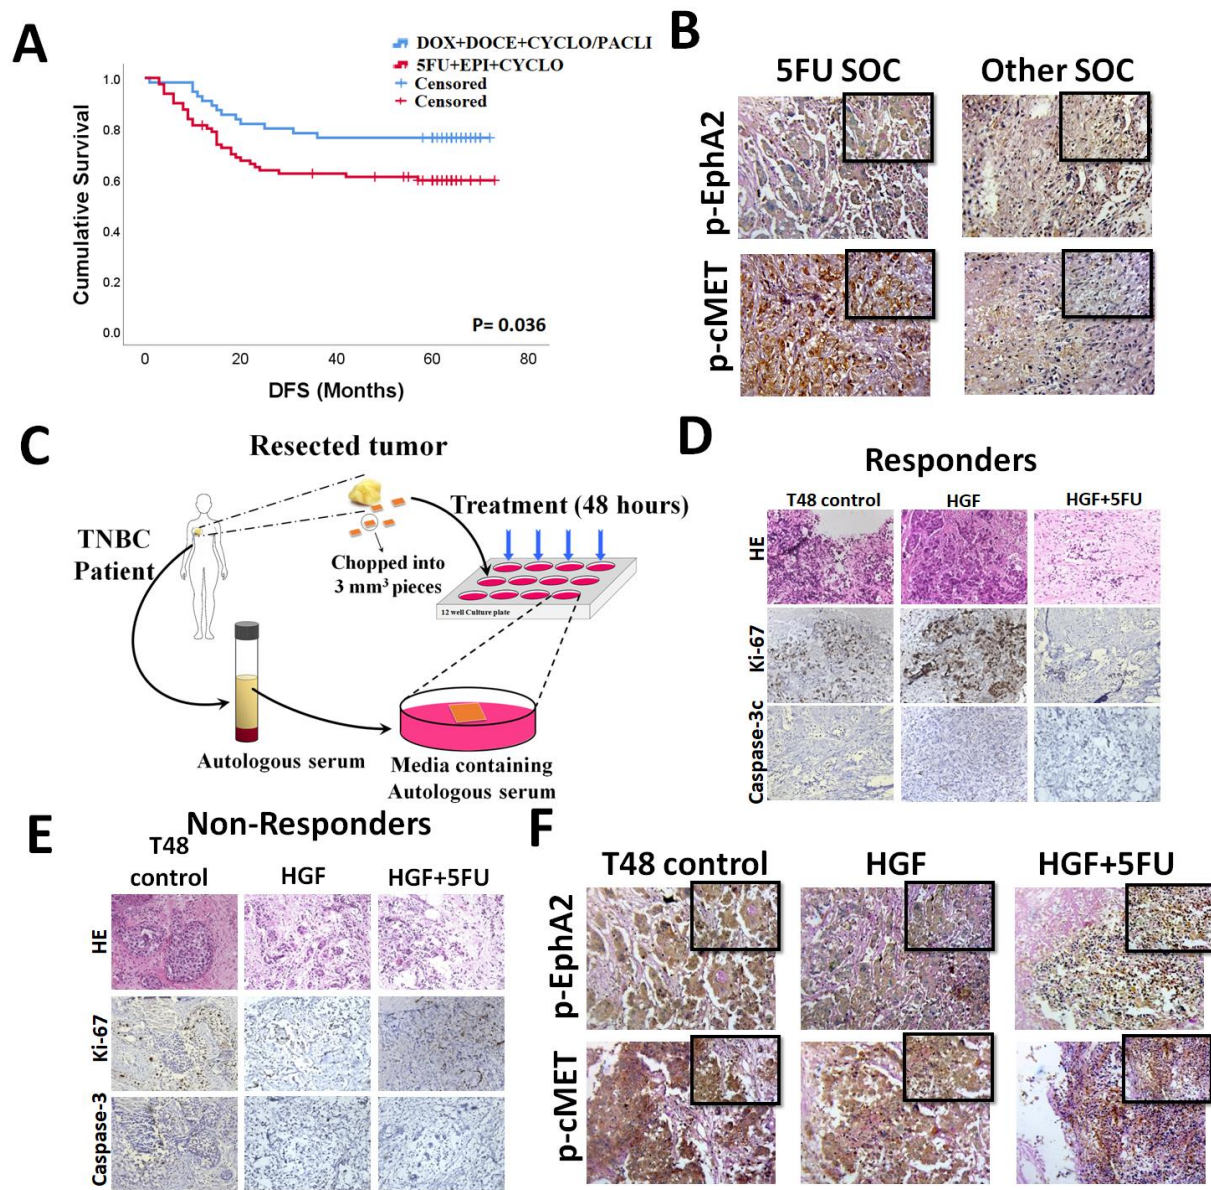 A
DOX+DOCE+CYCLO/PACLI
5FU+EPI+CYCLO
Censored
Censored
Cumulative Survival
1.0
0.8
0.6
0.4
0.2
0.0
P= 0.036
0 20 40 60 80
DFS (Months)
B
5FU SOC Other SOC
p-EphA2
p-cMET
C
Resected tumor
TNBC
Patient
Chopped into
3 mm³ pieces
Treatment (48 hours)
12 well Culture plate
Autologous serum
Media containing
Autologous serum
D
Responders
T48 control HGF HGF+5FU
HE
Ki-67
Caspase-3c
E
Non-Responders
T48
control HGF HGF+5FU
HE
Ki-67
Caspase-3
F
T48 control HGF HGF+5FU
p-EphA2
p-cMET